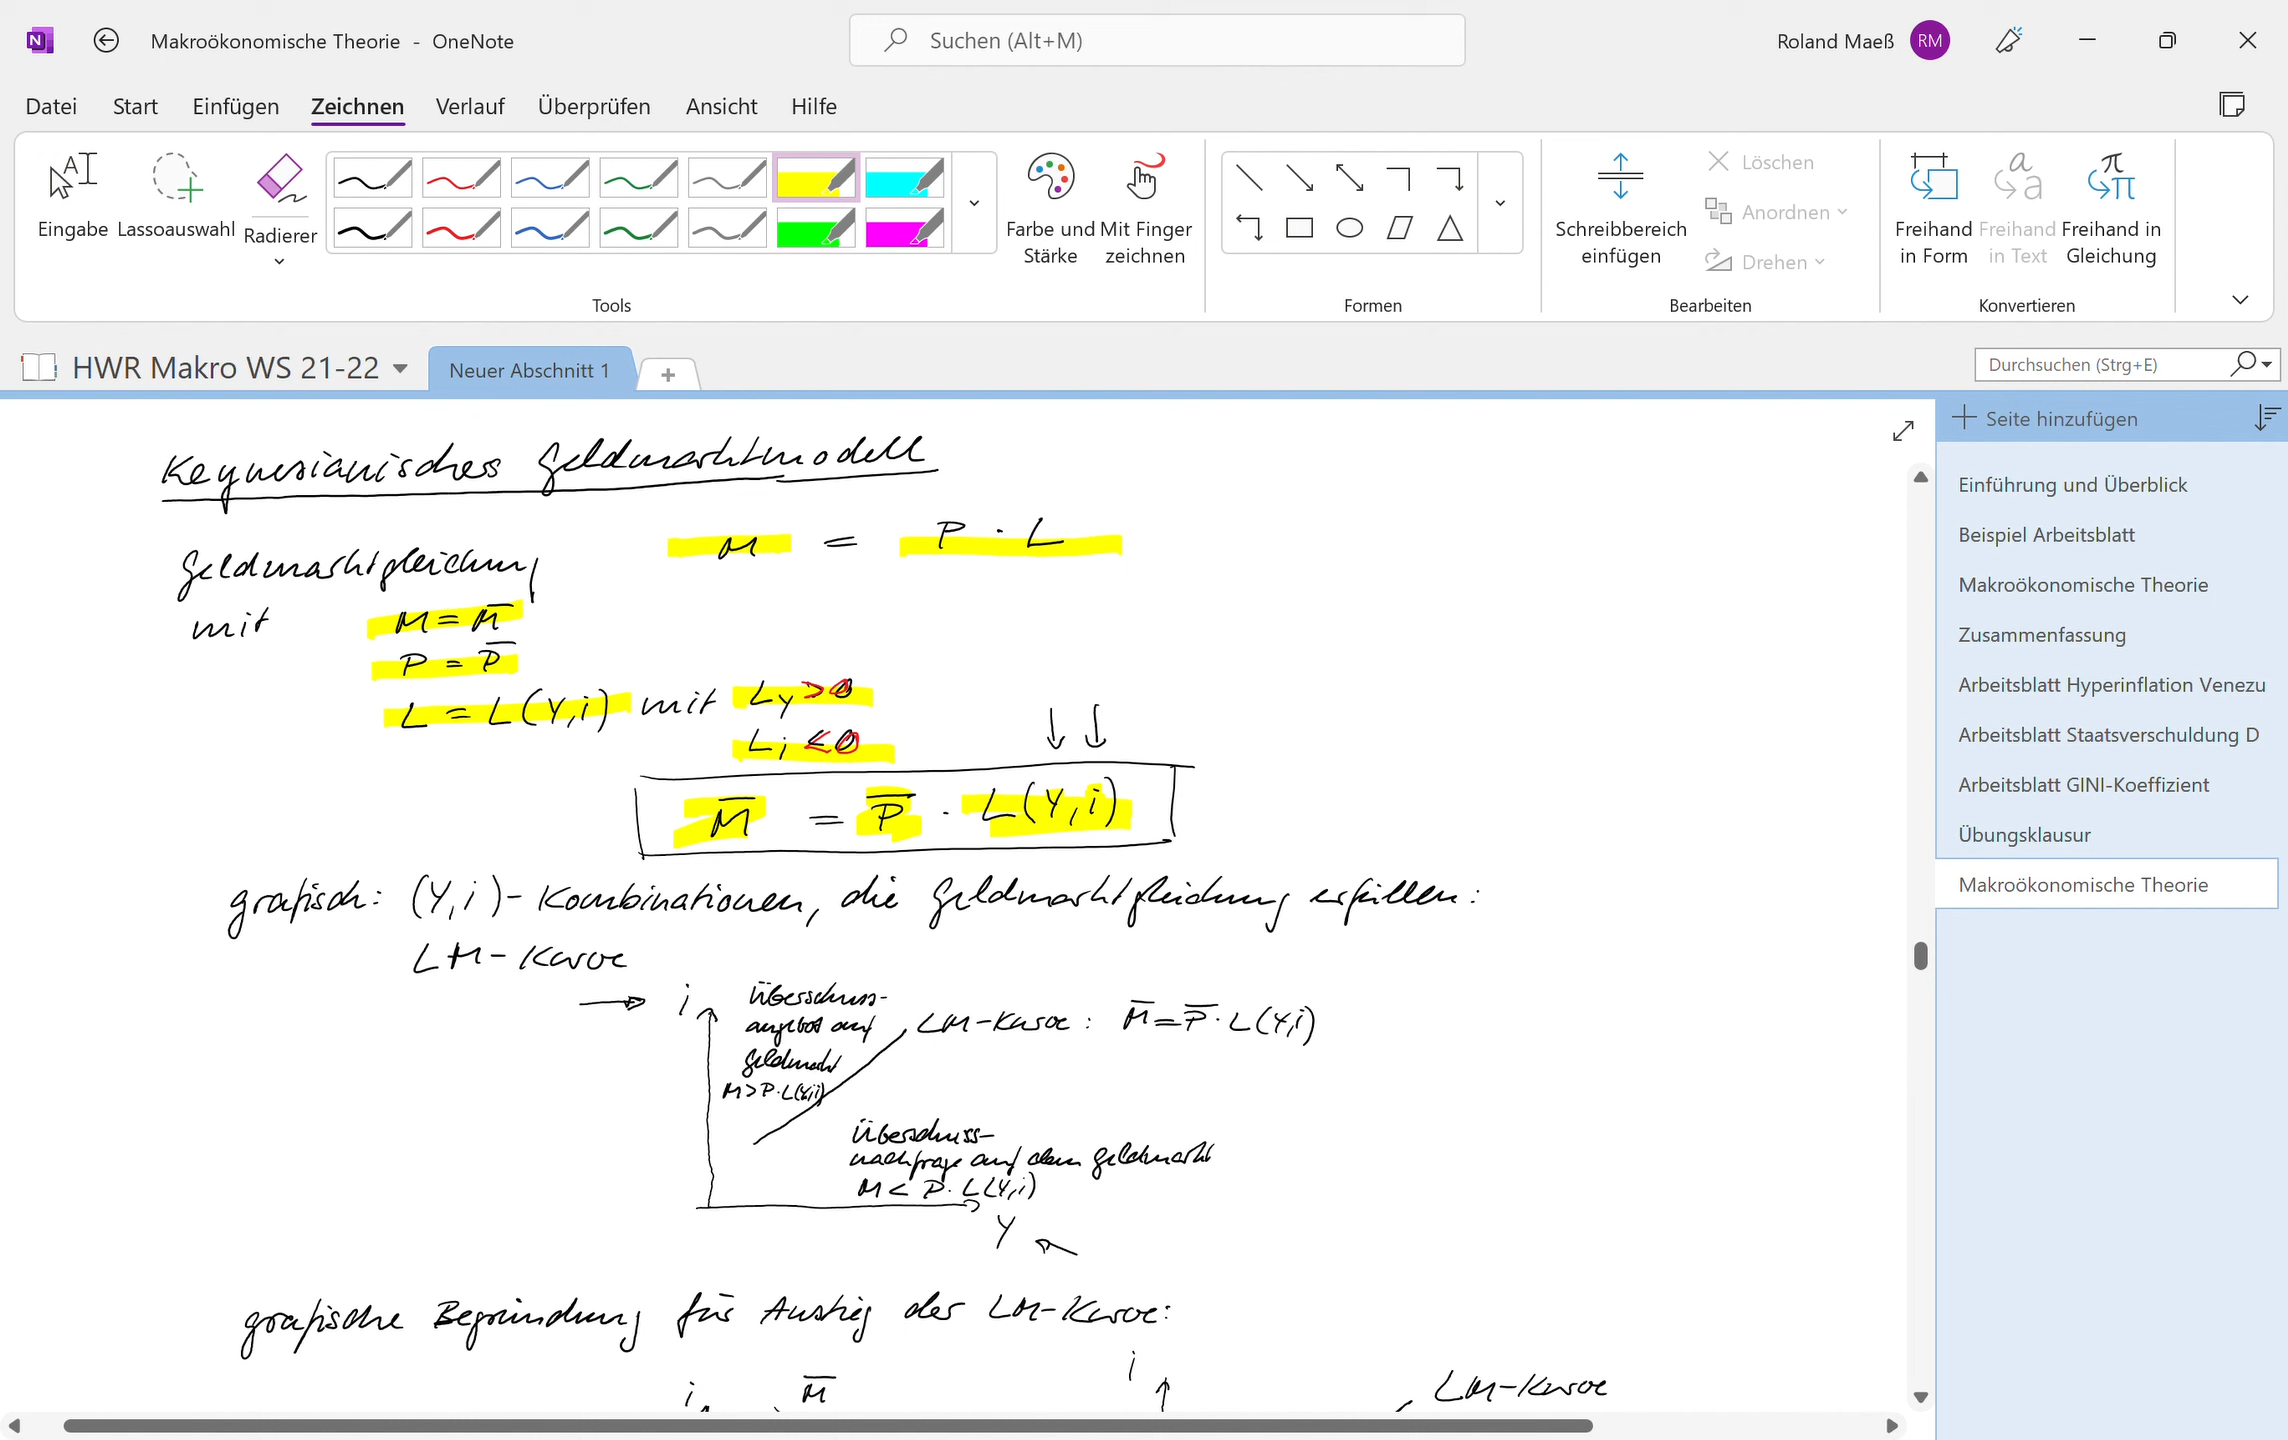 Makroökonomische Theorie - OneNote
Suchen (Alt+M)
Roland Maeß RM
Datei Start Einfügen Zeichnen Verlauf Überprüfen Ansicht Hilfe
Eingabe Lassoauswahl Radierer
Farbe und Stärke
Mit Finger zeichnen
Schreibbereich einfügen
Löschen
Anordnen
Drehen
Freihand in Form
Freihand in Text
Freihand in Gleichung
Tools Formen Bearbeiten Konvertieren
HWR Makro WS 21-22 Neuer Abschnitt 1 +
Durchsuchen (Strg+E)
Seite hinzufügen
Einführung und Überblick
Beispiel Arbeitsblatt
Makroökonomische Theorie
Zusammenfassung
Arbeitsblatt Hyperinflation Venezu
Arbeitsblatt Staatsverschuldung D
Arbeitsblatt GINI-Koeffizient
Übungsklausur
Makroökonomische Theorie
Keynesianisches Geldmarktmodell
Geldmarktgleichung M = P · L
mit M = M̅
P = P̅
L = L(Y,i) mit L_Y > 0
L_i < 0
M̅ = P̅ · L(Y,i)
grafisch: (Y,i)-Kombinationen, die Geldmarktgleichung erfüllen:
LM-Kurve
→ i
Überschuss-
angebot auf
Geldmarkt
M > P·L(Y,i)
LM-Kurve: M̅ = P̅ · L(Y,i)
Überschuss-
nachfrage auf dem Geldmarkt
M < P · L(Y,i)
Y
grafische Begründung für Anstieg der LM-Kurve:
i M̅ i LM-Kurve